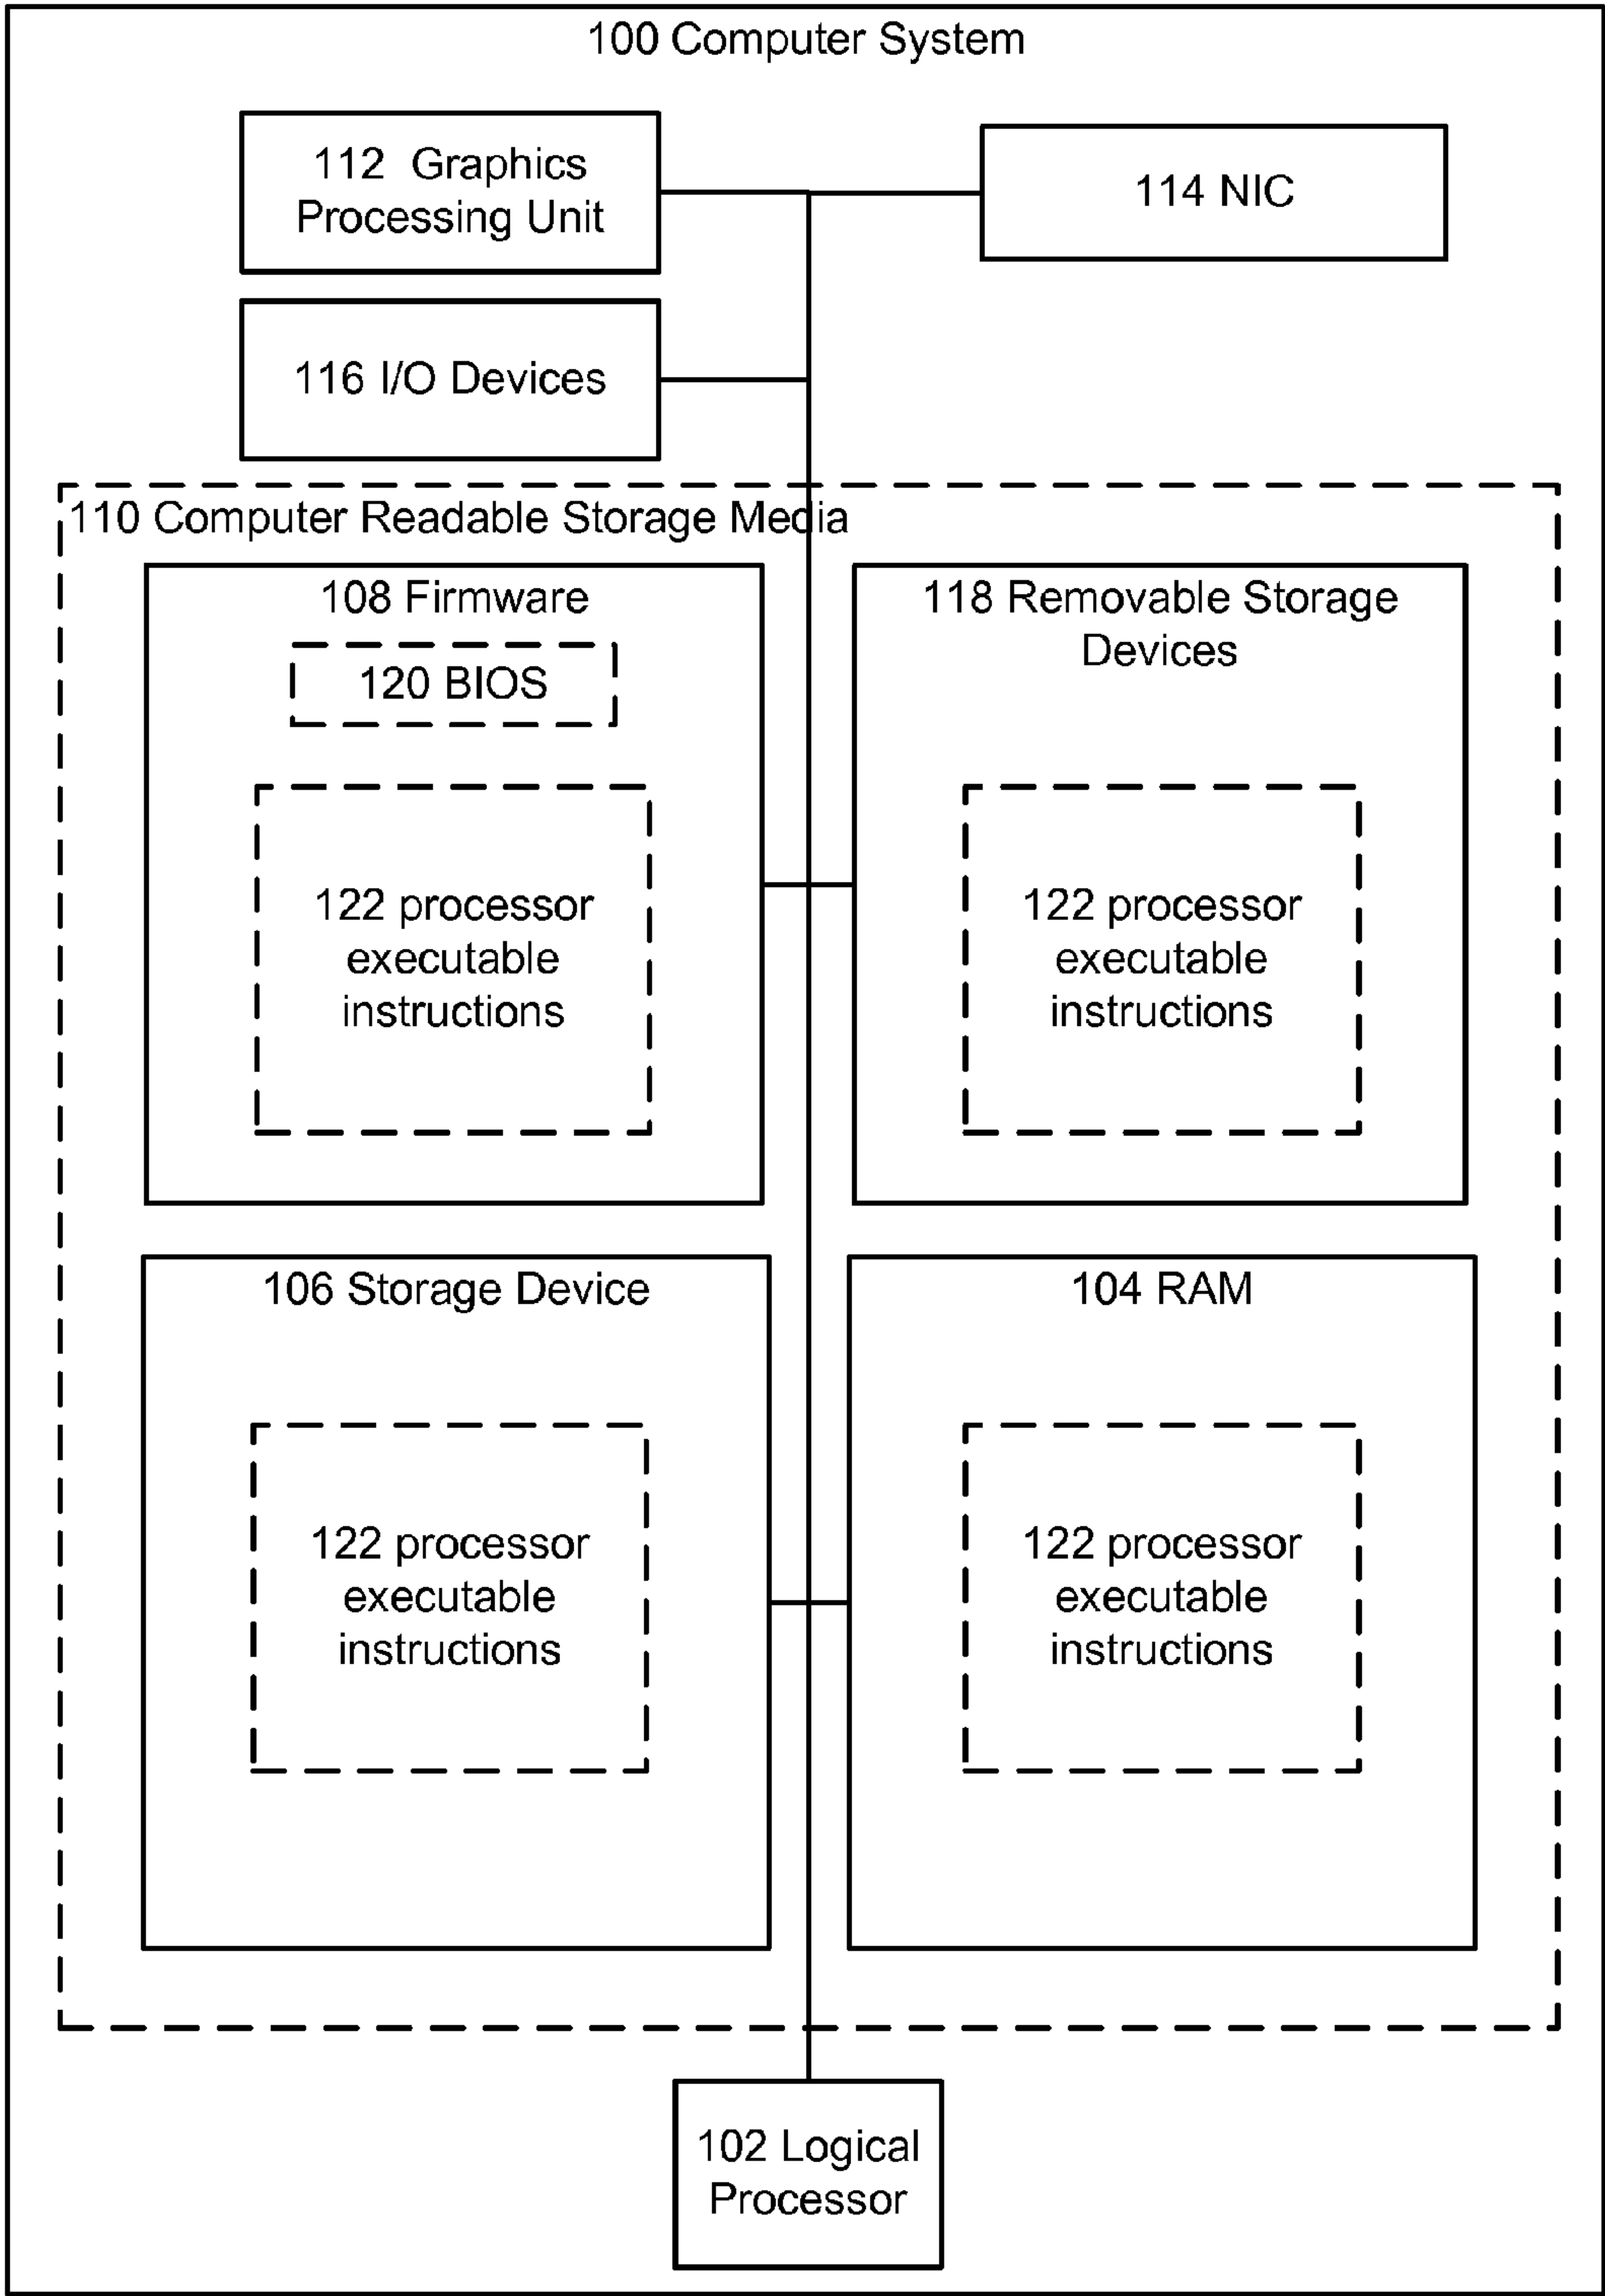 100 Computer System
112 Graphics
Processing Unit
114 NIC
116 I/O Devices
110 Computer Readable Storage Media
108 Firmware
120 BIOS
122 processor
executable
instructions
118 Removable Storage
Devices
122 processor
executable
instructions
106 Storage Device
122 processor
executable
instructions
104 RAM
122 processor
executable
instructions
102 Logical
Processor